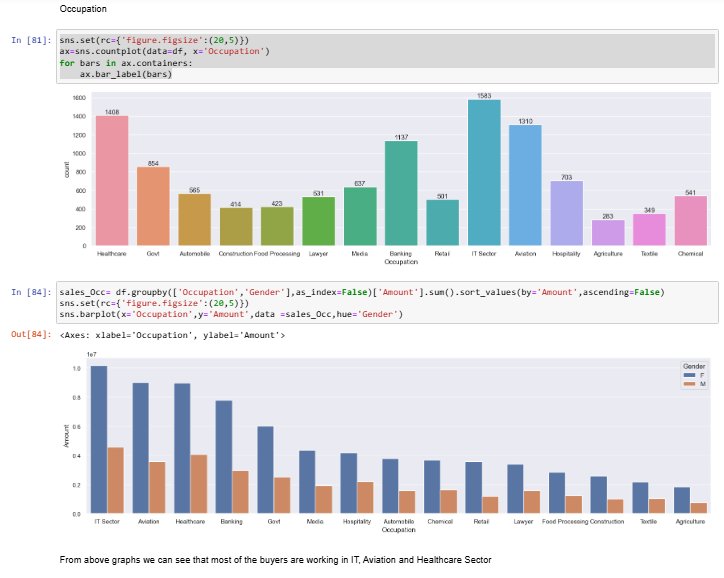 Occupation
In [81]: sns.set(rc={'figure.figsize':(20,5)})
ax=sns.countplot(data=df, x='Occupation')
for bars in ax.containers:
ax.bar_label(bars)
1600
1400
1200
1000
800
600
400
200
0
count
1408
854
565
414
423
531
637
1137
501
1583
1310
703
283
349
541
Healthcare Govt Automobile Construction Food Processing Lawyer Media Banking Retail IT Sector Aviation Hospitality Agriculture Textile Chemical
Occupation
In [84]: sales_Occ= df.groupby(['Occupation','Gender'],as_index=False)['Amount'].sum().sort_values(by='Amount',ascending=False)
sns.set(rc={'figure.figsize':(20,5)})
sns.barplot(x='Occupation',y='Amount',data =sales_Occ,hue='Gender')
Out[84]: <Axes: xlabel='Occupation', ylabel='Amount'>
1e7
1.0
0.8
0.6
0.4
0.2
0.0
Amount
Gender
F
M
IT Sector Aviation Healthcare Banking Govt Media Hospitality Automobile Chemical Retail Lawyer Food Processing Construction Textile Agriculture
Occupation
From above graphs we can see that most of the buyers are working in IT, Aviation and Healthcare Sector